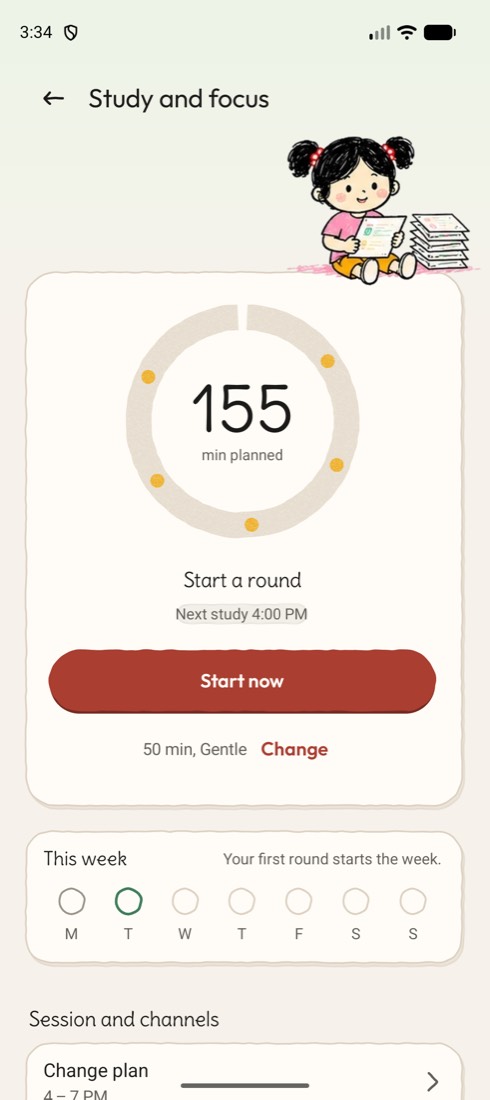 3:34
Study and focus
155
min planned
Start a round
Next study 4:00 PM
Start now
50 min, Gentle Change
This week Your first round starts the week.
M T W T F S S
Session and channels
Change plan
4 – 7 PM